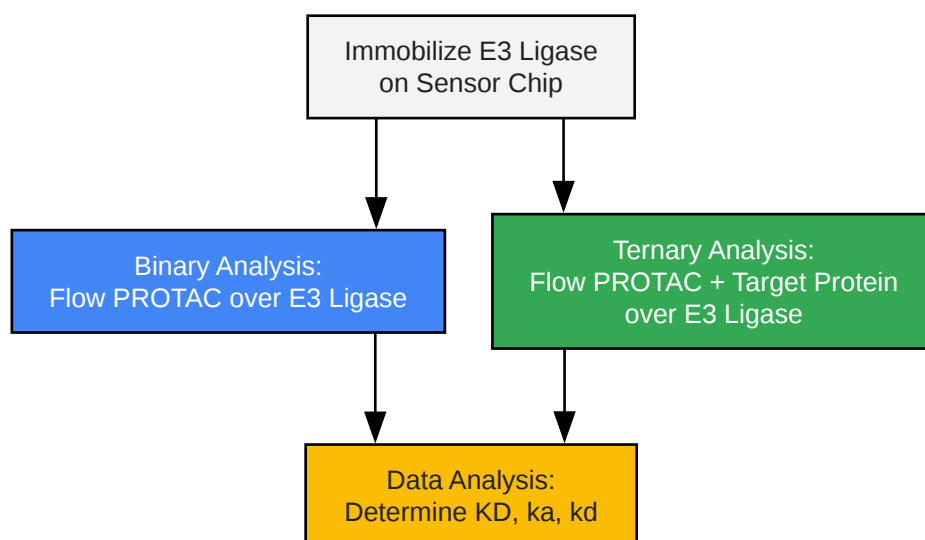 Immobilize E3 Ligase
on Sensor Chip
Binary Analysis:
Flow PROTAC over E3 Ligase
Ternary Analysis:
Flow PROTAC + Target Protein
over E3 Ligase
Data Analysis:
Determine KD, ka, kd